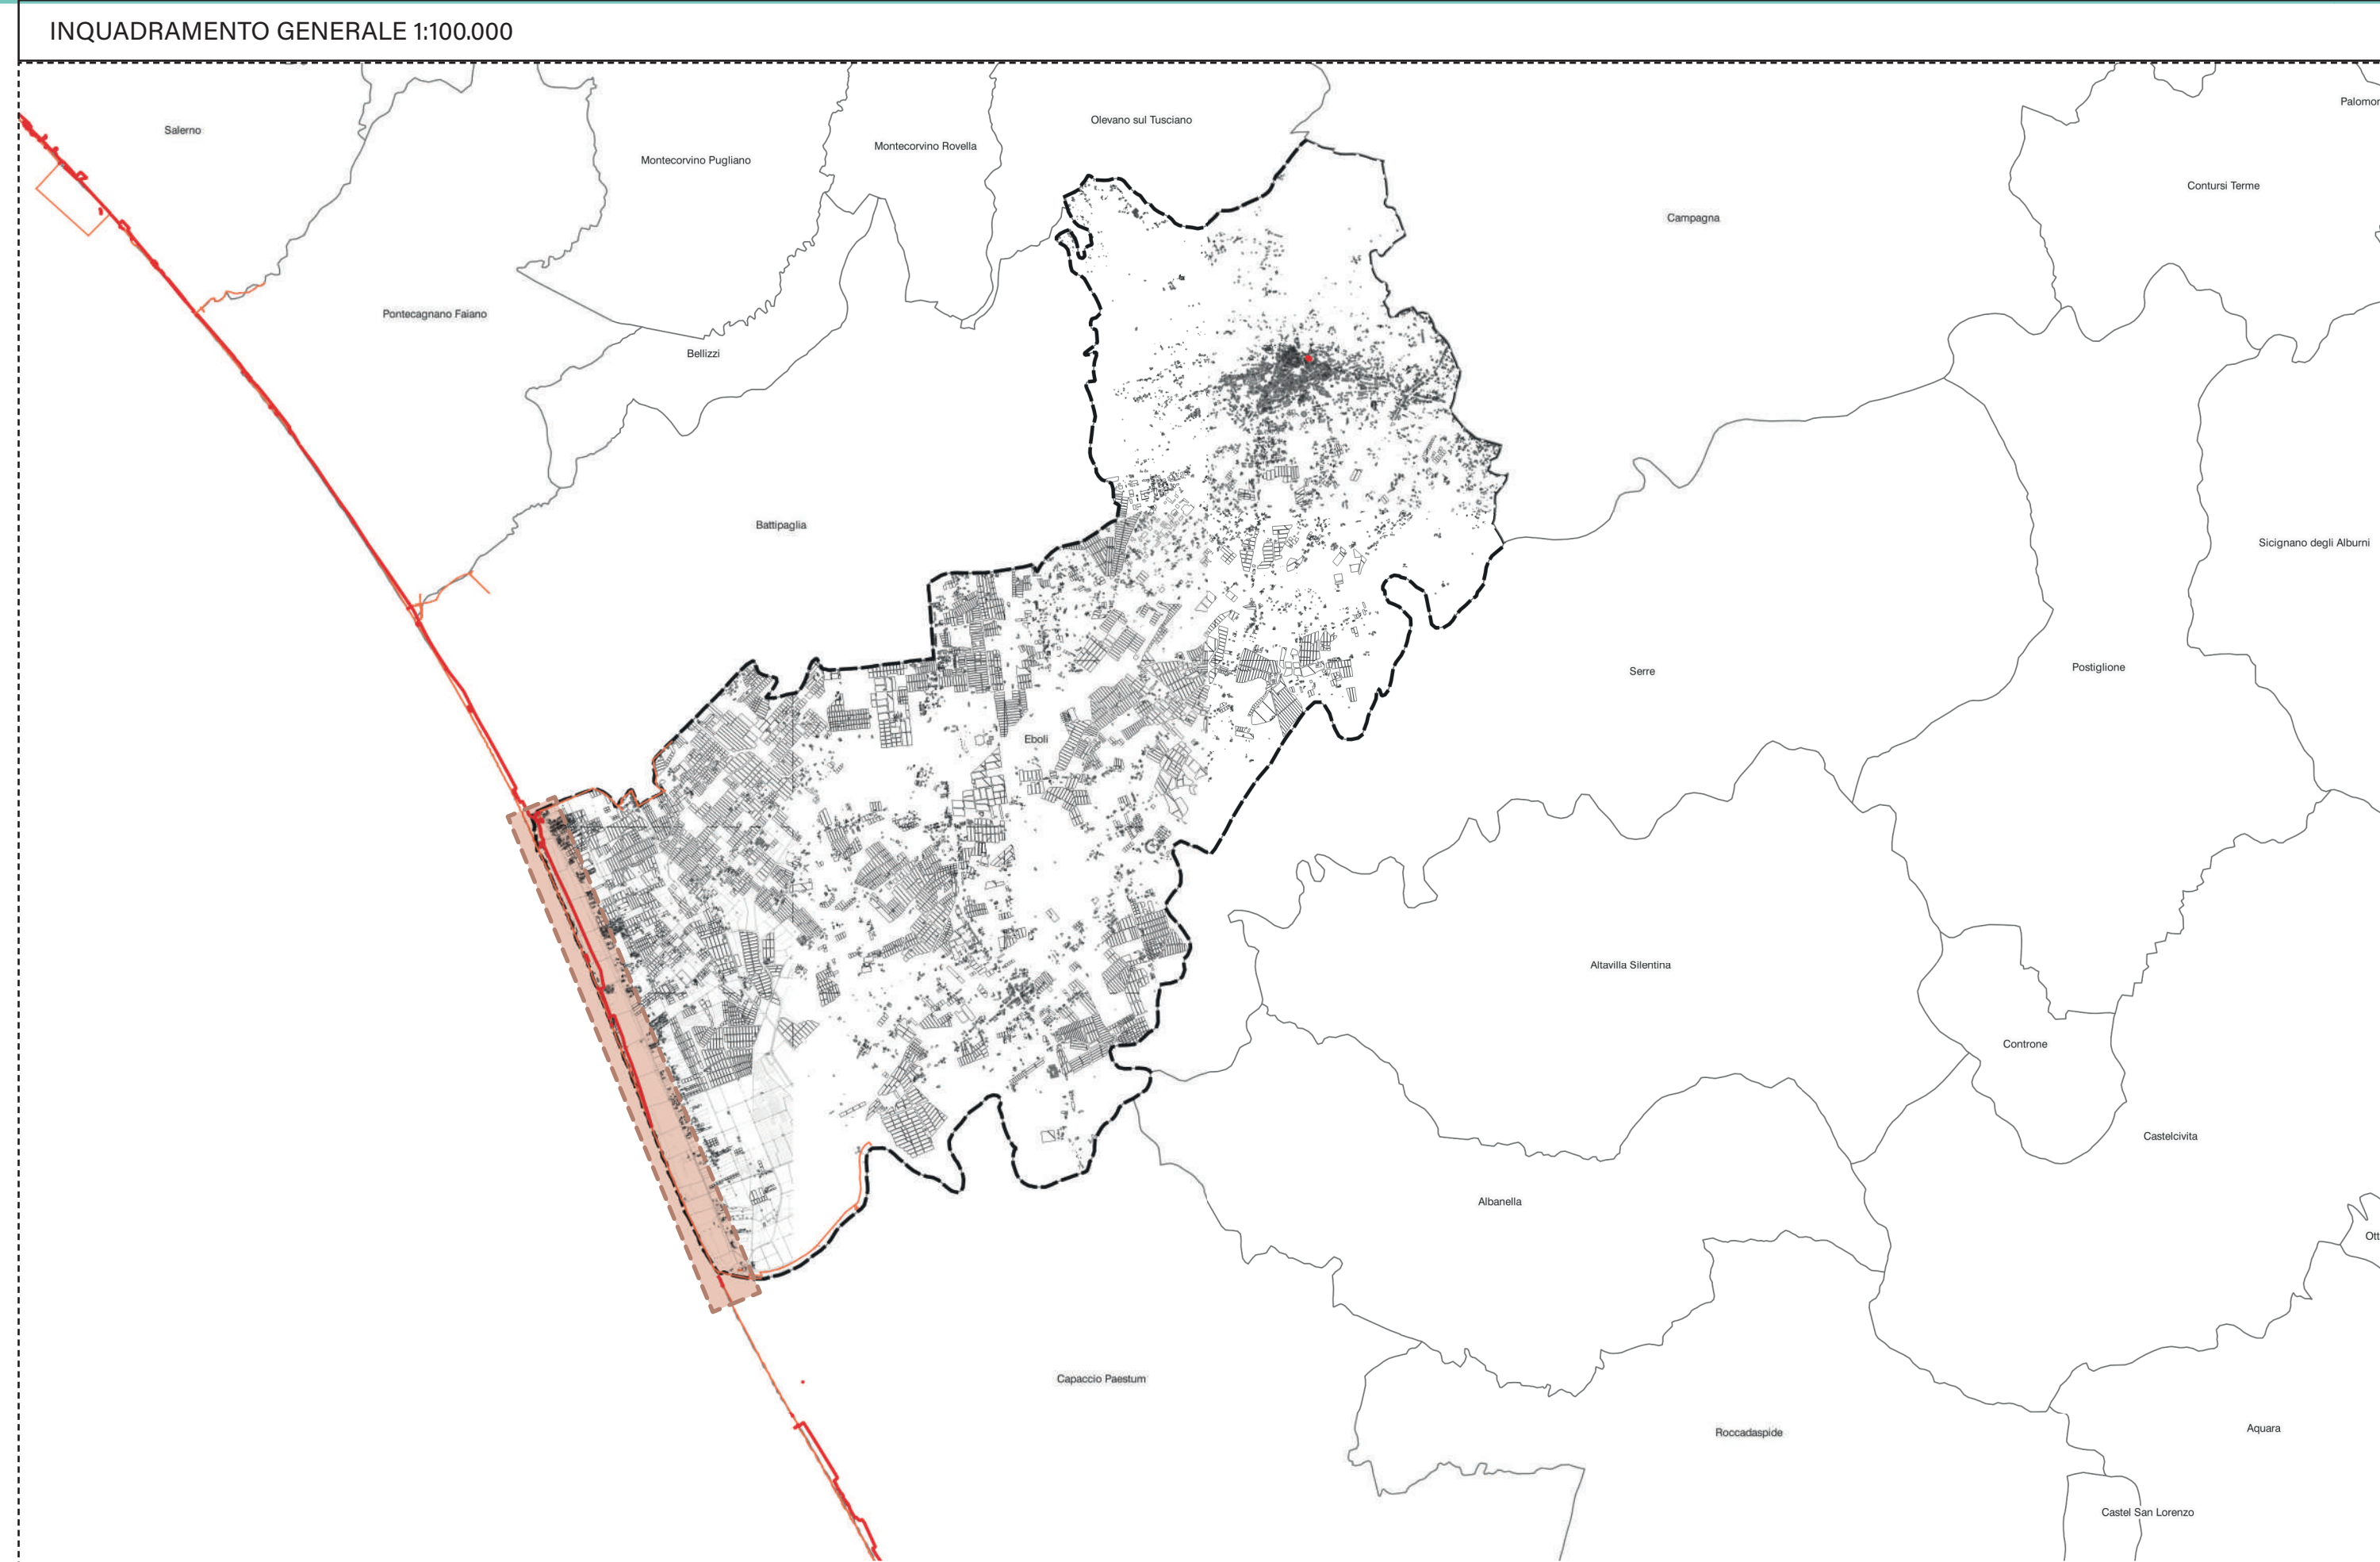 INQUADRAMENTO GENERALE 1:100.000
Palomor
Olevano sul Tusciano
Salerno
Montecorvino Rovella
Montecorvino Pugliano
Contursi Terme
Campagna
Pontecagnano Faiano
Bellizzi
Battipaglia
Sicignano degli Alburni
Postiglione
Serre
Eboli
Altavilla Silentina
Controne
Castelcivita
Albanella
Ott
Capaccio Paestum
Aquara
Roccadaspide
Castel San Lorenzo